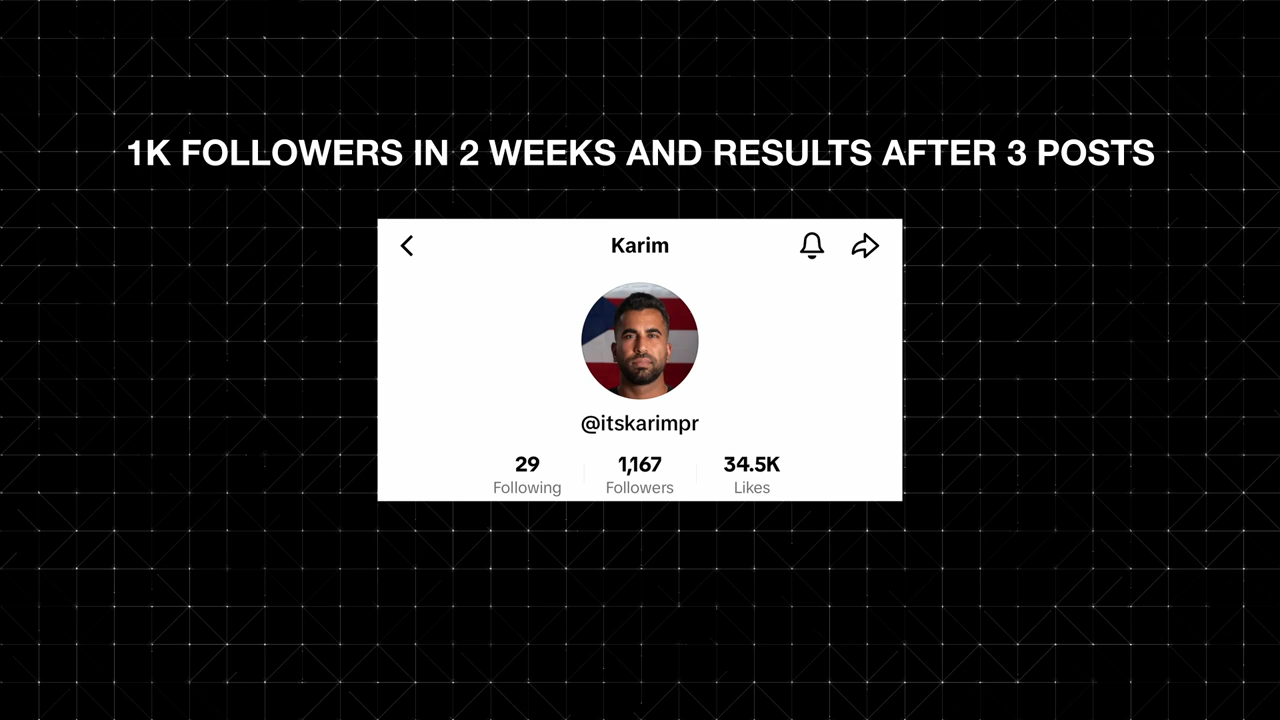 1K FOLLOWERS IN 2 WEEKS AND RESULTS AFTER 3 POSTS
Karim
@itskarimpr
29 1,167 34.5K
Following Followers Likes